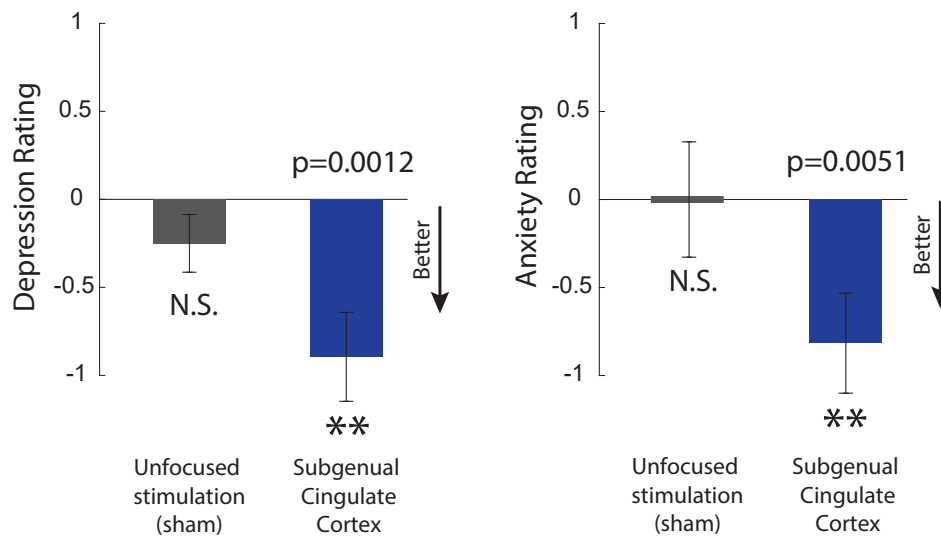 Depression Rating
1
0.5
0
-0.5
-1
p=0.0012
N.S.
**
Better
Unfocused
stimulation
(sham)
Subgenual
Cingulate
Cortex
Anxiety Rating
1
0.5
0
-0.5
-1
p=0.0051
N.S.
**
Better
Unfocused
stimulation
(sham)
Subgenual
Cingulate
Cortex